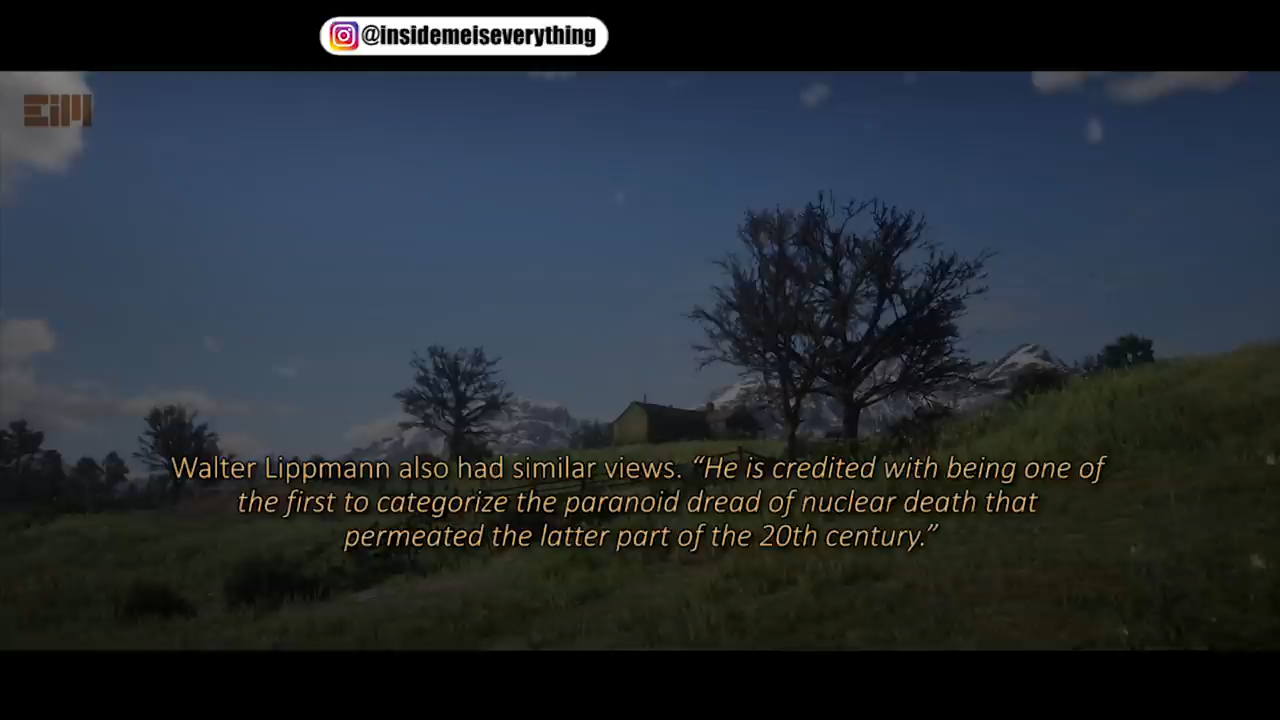 @insidemeiseverything
EiM
Walter Lippmann also had similar views. “He is credited with being one of
the first to categorize the paranoid dread of nuclear death that
permeated the latter part of the 20th century.”